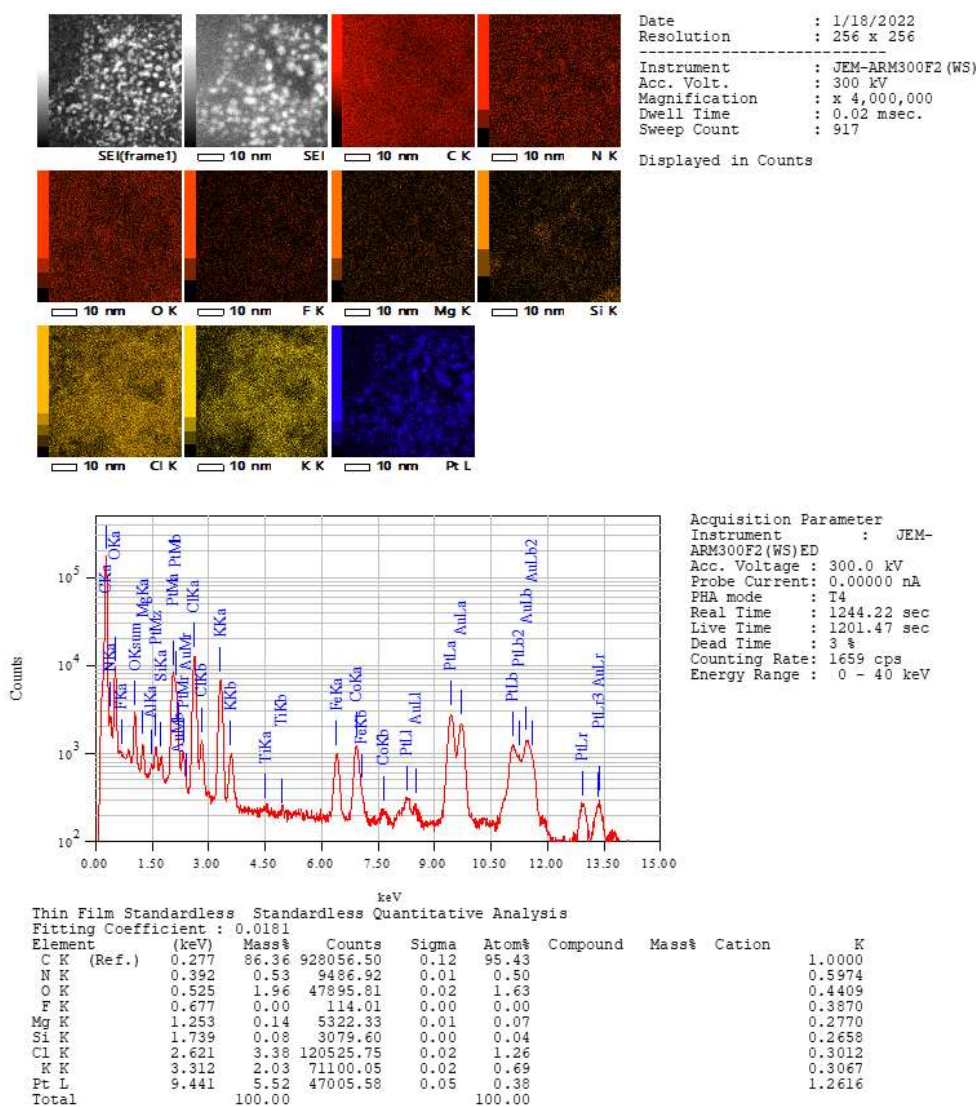 Date : 1/18/2022
Resolution : 256 x 256
---------------------------
Instrument : JEM-ARM300F2(WS)
Acc. Volt. : 300 kV
Magnification : x 4,000,000
Dwell Time : 0.02 msec.
Sweep Count : 917
Displayed in Counts
SEI(frame1) 10 nm SEI 10 nm C K 10 nm N K
10 nm O K 10 nm F K 10 nm Mg K 10 nm Si K
10 nm Cl K 10 nm K K 10 nm Pt L
Acquisition Parameter
Instrument : JEM-
ARM300F2(WS)ED
Acc. Voltage : 300.0 kV
Probe Current: 0.00000 nA
PHA mode : T4
Real Time : 1244.22 sec
Live Time : 1201.47 sec
Dead Time : 3 %
Counting Rate: 1659 cps
Energy Range : 0 - 40 keV
Counts
10^5
10^4
10^3
10^2
CKa NKa OKa FKa OKsum MgKa AlKa PtMz SiKa PtMa PtMb AuMb PtMr AuMr ClKa ClKb KKa KKb TiKa TiKb FeKa CoKa FeKb CoKb PtLl AuLl PtLa AuLa PtLb PtLb2 AuLb AuLb2 PtLr PtLr3 AuLr
0.00 1.50 3.00 4.50 6.00 7.50 9.00 10.50 12.00 13.50 15.00
keV
Thin Film Standardless Standardless Quantitative Analysis
Fitting Coefficient : 0.0181
Element (keV) Mass% Counts Sigma Atom% Compound Mass% Cation K
C K (Ref.) 0.277 86.36 928056.50 0.12 95.43 1.0000
N K 0.392 0.53 9486.92 0.01 0.50 0.5974
O K 0.525 1.96 47895.81 0.02 1.63 0.4409
F K 0.677 0.00 114.01 0.00 0.00 0.3870
Mg K 1.253 0.14 5322.33 0.01 0.07 0.2770
Si K 1.739 0.08 3079.60 0.00 0.04 0.2658
Cl K 2.621 3.38 120525.75 0.02 1.26 0.3012
K K 3.312 2.03 71100.05 0.02 0.69 0.3067
Pt L 9.441 5.52 47005.58 0.05 0.38 1.2616
Total 100.00 100.00